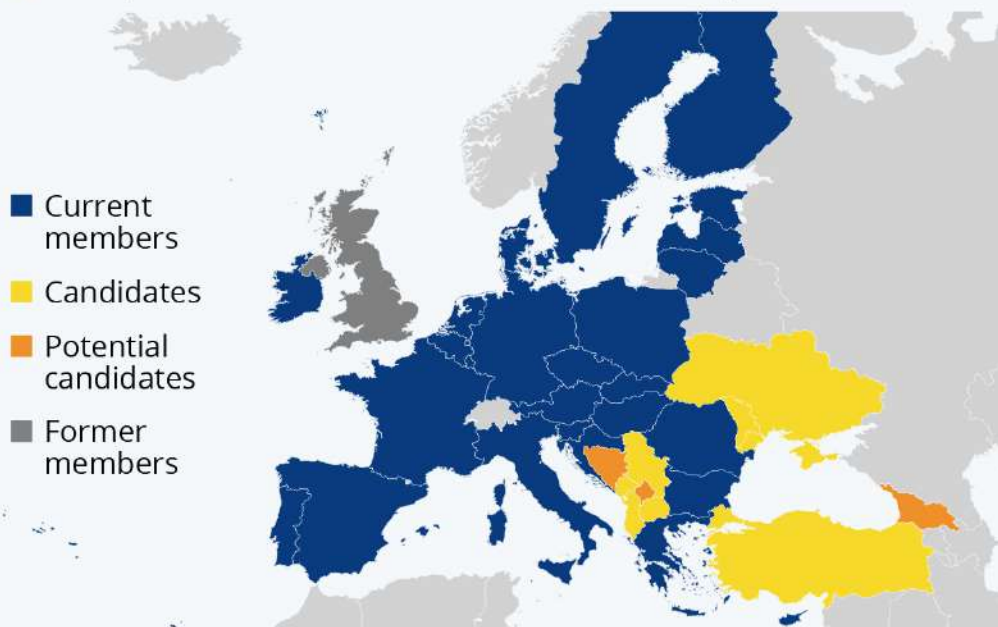 Current
members
Candidates
Potential
candidates
Former
members